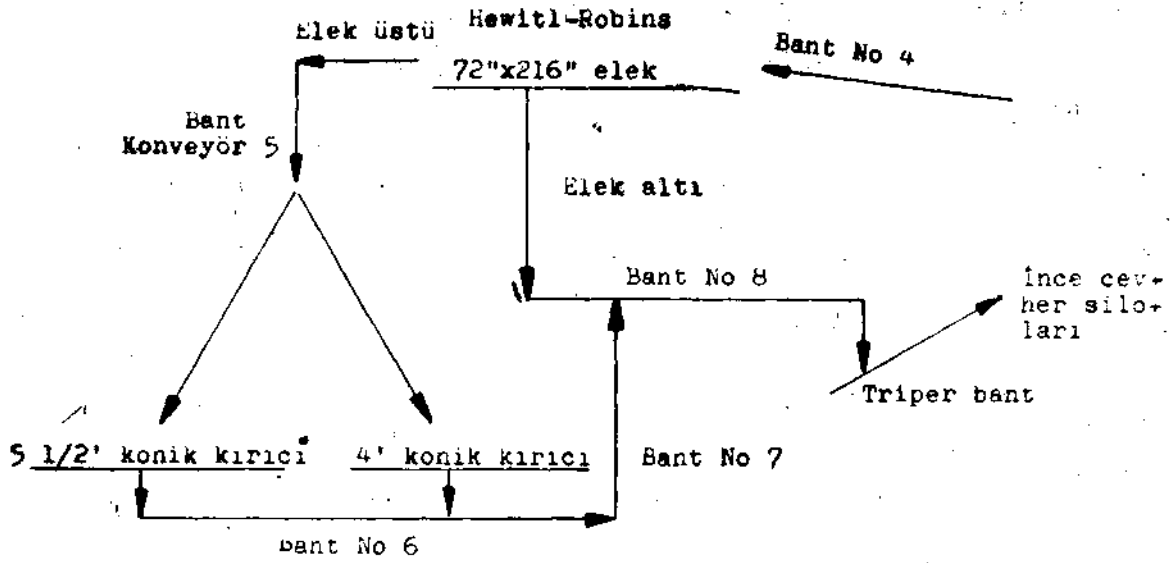 Elek üstü
Hewitl-Robins
72"x216" elek
Bant No 4
Bant
Konveyör 5
Elek altı
Bant No 8
İnce cev-
her silo-
ları
Triper bant
5 1/2' konik kırıcı
4' konik kırıcı
Bant No 7
Bant No 6